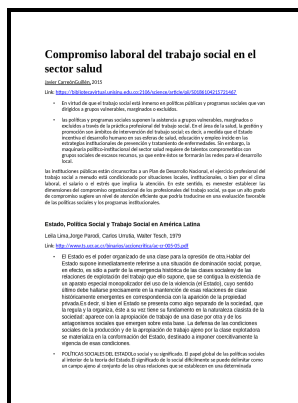 Compromiso laboral del trabajo social en el
sector salud
Javier CarreónGuillén, 2015
Link: https://bibliotecavirtual.unisinu.edu.co:2106/science/article/pii/S0186104215721467
• En virtud de que el trabajo social está inmerso en políticas públicas y programas sociales que van
dirigidos a grupos vulnerables, marginados o excluidos.
• las políticas y programas sociales suponen la asistencia a grupos vulnerables, marginados o
excluidos a través de la práctica profesional del trabajo social. En el área de salud, la gestión y
promoción son ámbitos de intervención del trabajo social; es decir, a medida que el Estado
incentiva el desarrollo humano en sus esferas de salud, educación y empleo incide en las
estrategias institucionales de prevención y tratamiento de enfermedades. Sin embargo, la
maquinaria político-institucional del sector salud requiere de talentos comprometidos con
grupos sociales de escasos recursos, ya que entre éstos se formarán las redes para el desarrollo
local.
las instituciones públicas están circunscritas a un Plan de Desarrollo Nacional, el ejercicio profesional del
trabajo social a menudo está condicionado por situaciones locales, institucionales, o bien por el clima
laboral, el salario o el estrés que implica la atención. En este sentido, es menester establecer las
dimensiones del compromiso organizacional de los profesionales del trabajo social, ya que un alto grado
de compromiso sugiere un nivel de atención eficiente que podría traducirse en una evaluación favorable
de las políticas sociales y los programas institucionales.
Estado, Política Social y Trabajo Social en América Latina
Leila Lima,Jorge Parodi, Carlos Urrutia, Walter Tesch, 1979
Link: http://www.ts.ucr.ac.cr/binarios/accioncritica/ac-cr-005-05.pdf
• El Estado es el poder organizado de una clase para la opresión de otra.Hablar del
Estado supone inmediatamente referirse a una situación de dominación social; porque,
en efecto, es sólo a partir de la emergencia histórica de las clases socialesy de las
relaciones de explotación del trabajo que ello supone, que se contigua la existencia de
un aparato especial monopolizador del uso de la violencia (el Estado), cuyo sentido
último debe hallarse precisamente en la mantención de esas relaciones de clase
históricamente emergentes en correspondencia con la aparición de la propiedad
privada.En decir, si bien el Estado se presenta como algo separado de la sociedad, que
la regula y la organiza, éste a su vez tiene su fundamento en la naturaleza clasista de la
sociedad: aparece con la apropiación del trabajo de una clase por otra y de los
antagonismos sociales que emergen sobre esta base. La defensa de las condiciones
sociales de la producción y de la apropiación de trabajo ajeno por la clase explotadora
se materializa en la conformación del Estado, destinado a imponer coercitivamente la
vigencia de esas condiciones.
• POLÍTICAS SOCIALES DEL ESTADOLo social y su significado. El papel global de las políticas sociales
al interior de la teoría del Estado.El significado de lo social difícilmente se puede delimitar como
un campo ajeno al conjunto de las otras relaciones que se establecen en una determinada